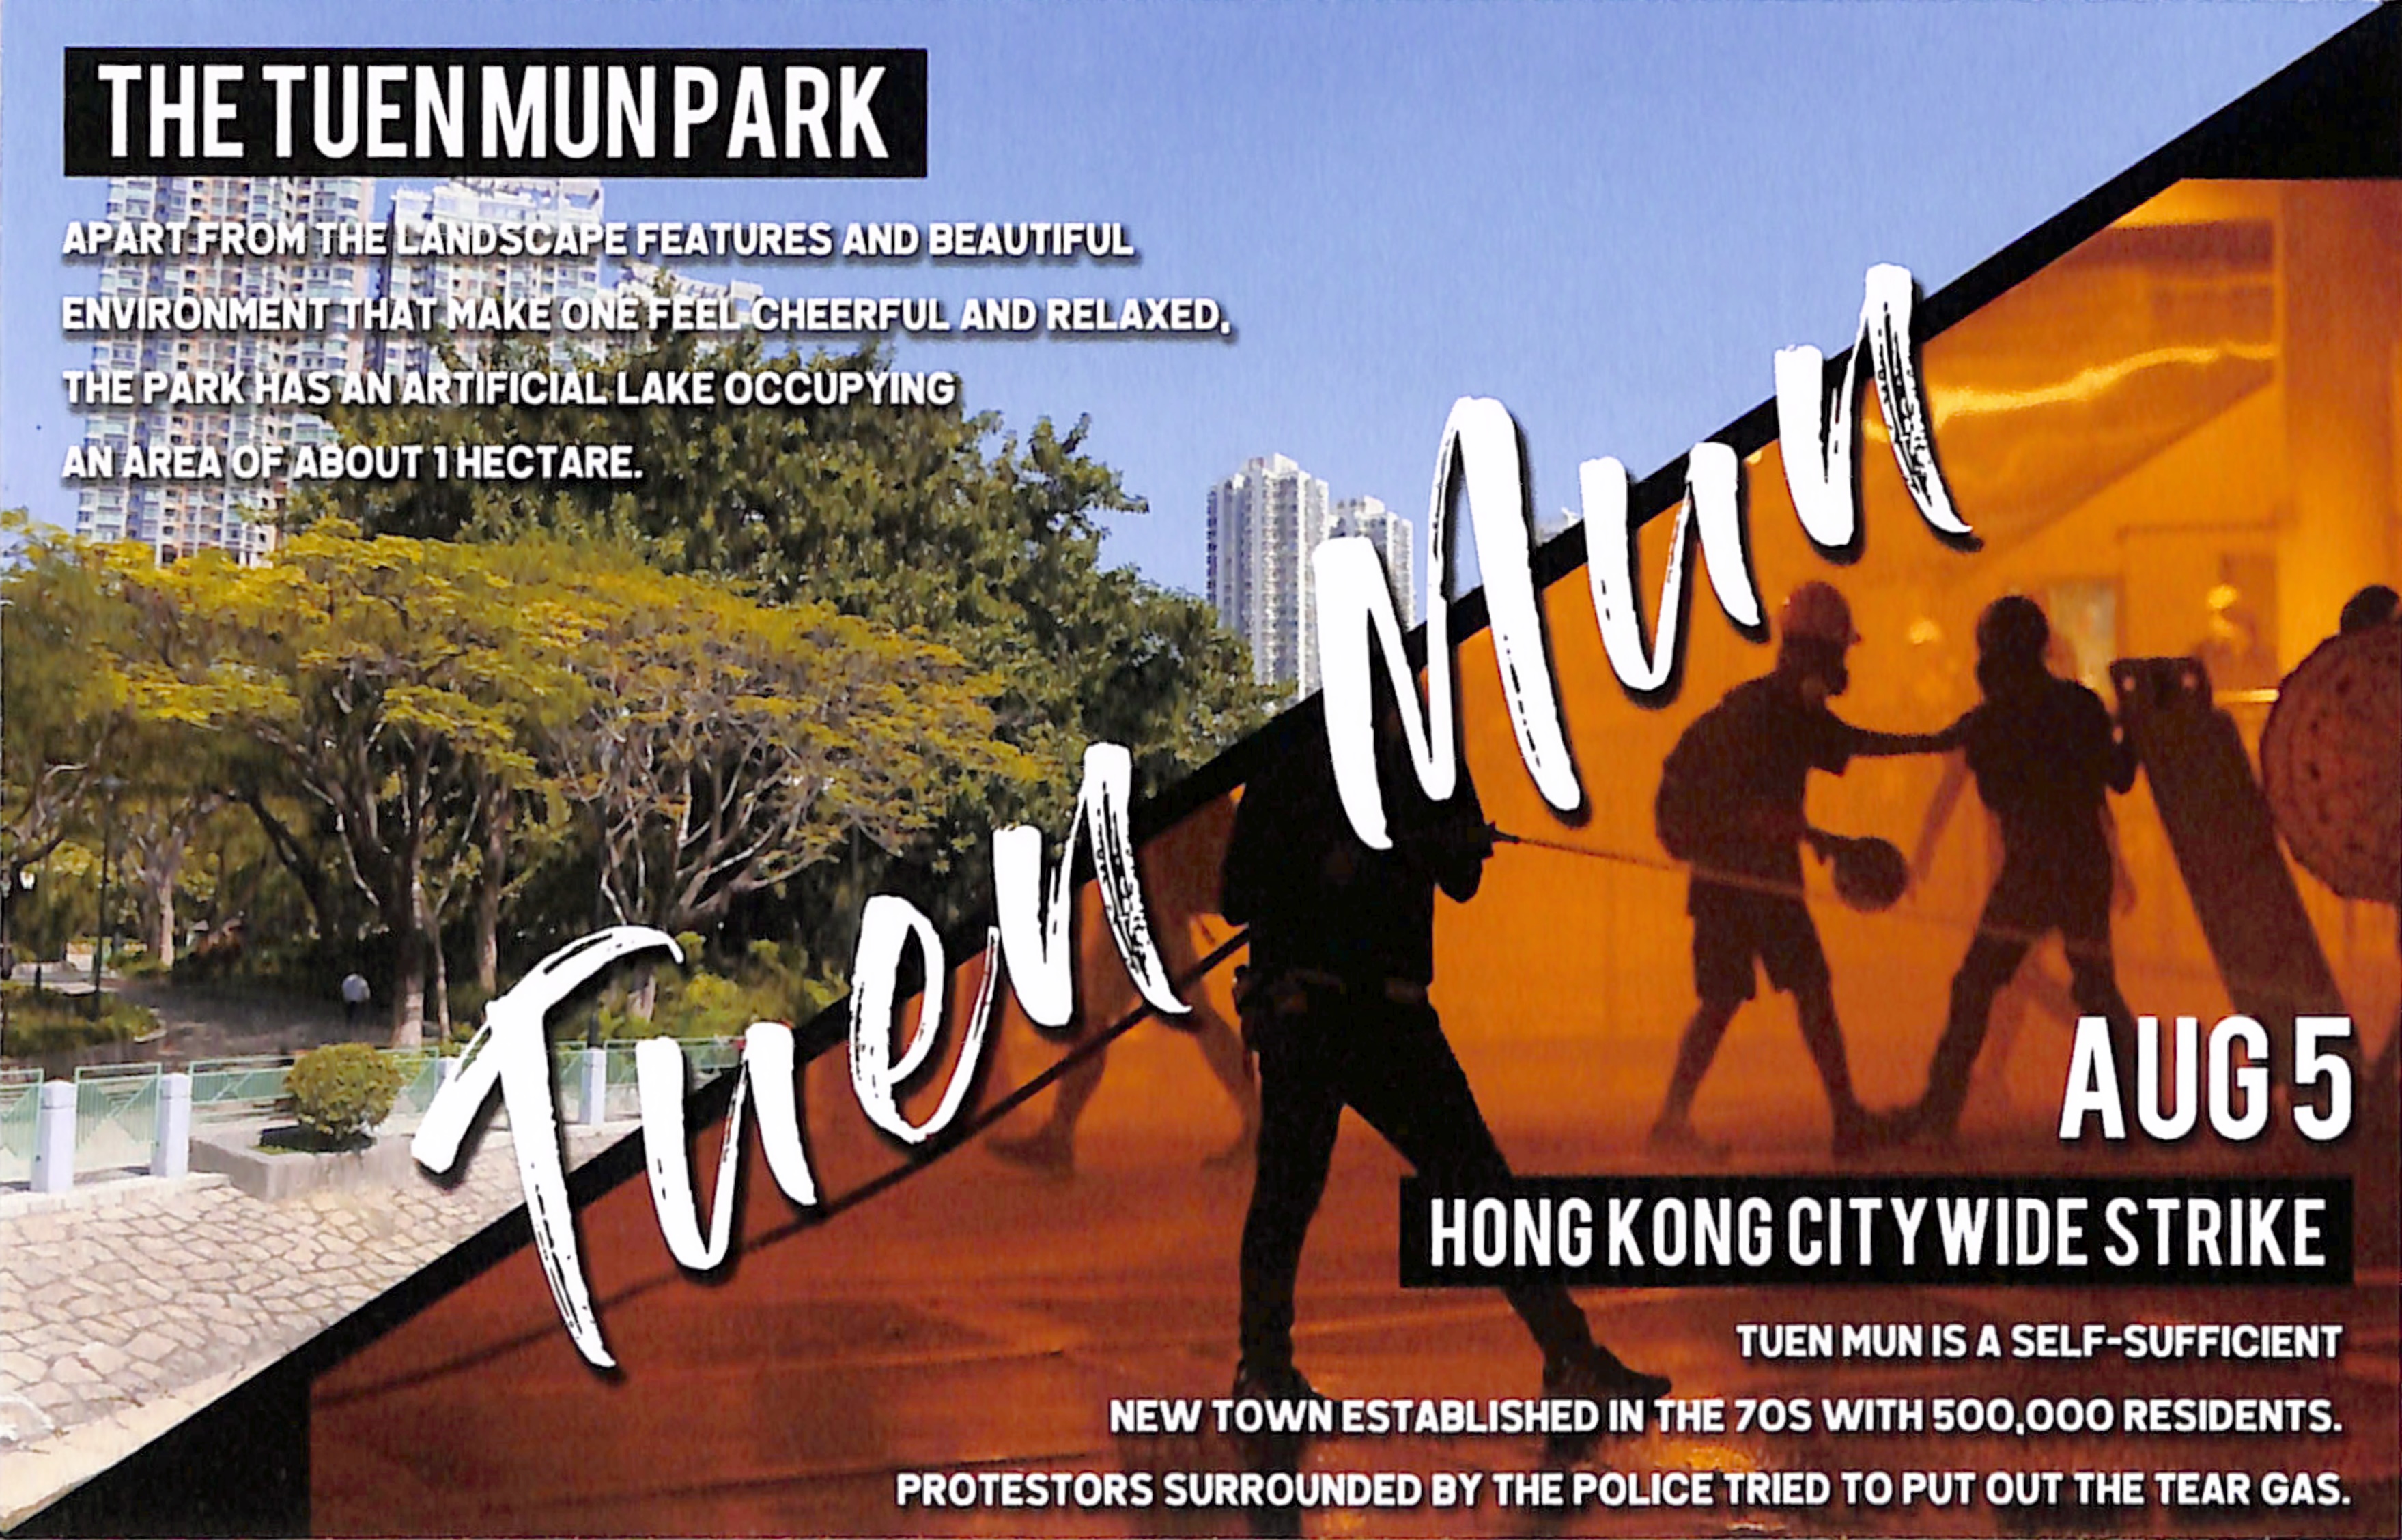 THE TUEN MUN PARK
APART FROM THE LANDSCAPE FEATURES AND BEAUTIFUL
ENVIRONMENT THAT MAKE ONE FEEL CHEERFUL AND RELAXED,
THE PARK HAS AN ARTIFICIAL LAKE OCCUPYING
AN AREA OF ABOUT 1 HECTARE.
Tuen Mun
AUG 5
HONG KONG CITYWIDE STRIKE
TUEN MUN IS A SELF-SUFFICIENT
NEW TOWN ESTABLISHED IN THE 70S WITH 500,000 RESIDENTS.
PROTESTORS SURROUNDED BY THE POLICE TRIED TO PUT OUT THE TEAR GAS.